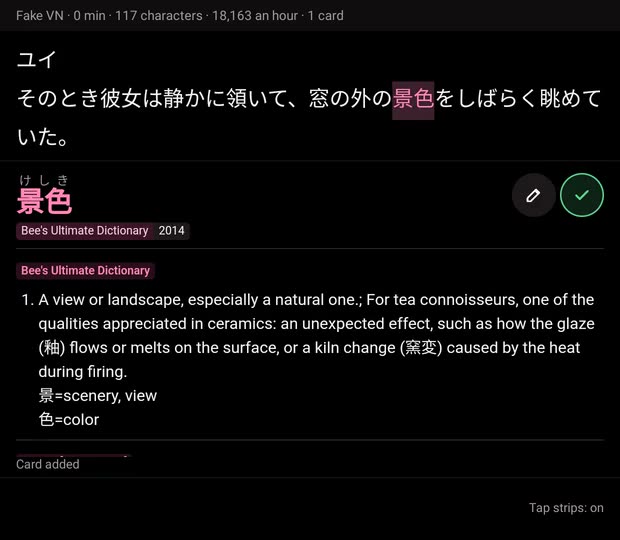 Fake VN · 0 min · 117 characters · 18,163 an hour · 1 card
ユイ
そのとき彼女は静かに頷いて、窓の外の景色をしばらく眺めて
いた。
けしき
景色
Bee's Ultimate Dictionary 2014
Bee's Ultimate Dictionary
1. A view or landscape, especially a natural one.; For tea connoisseurs, one of the
qualities appreciated in ceramics: an unexpected effect, such as how the glaze
(釉) flows or melts on the surface, or a kiln change (窯変) caused by the heat
during firing.
景=scenery, view
色=color
Card added
Tap strips: on